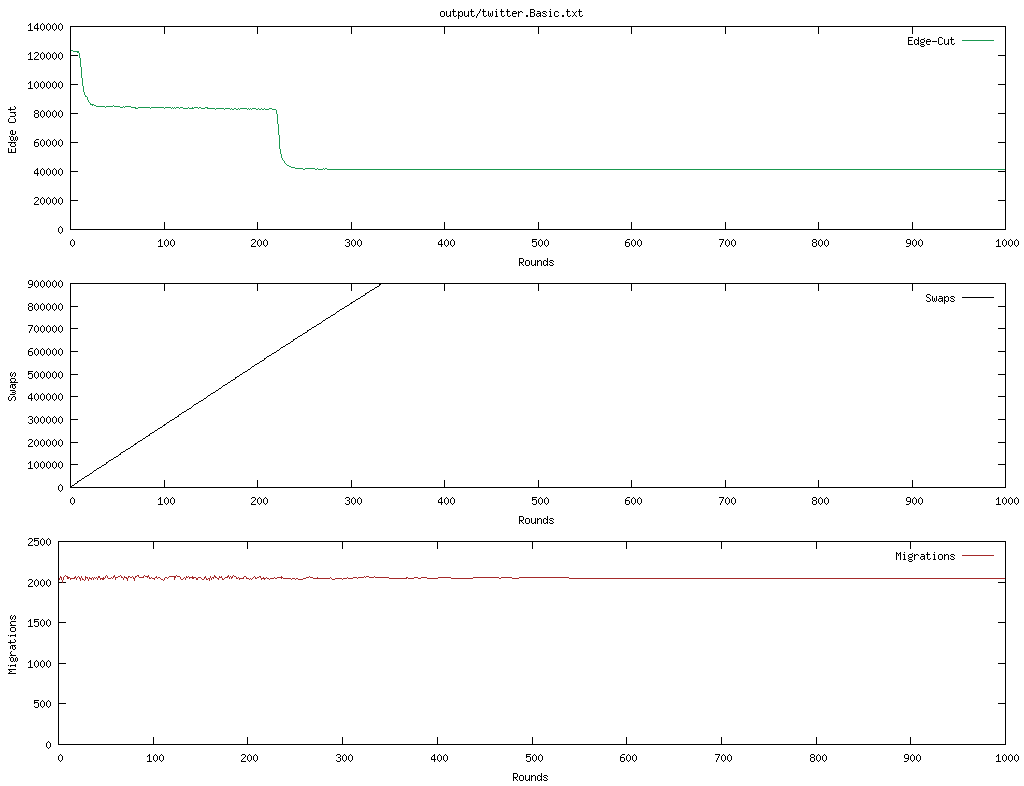 output/twitter.Basic.txt
140000
120000
100000
80000
60000
40000
20000
0
Edge Cut
Edge-Cut
0 100 200 300 400 500 600 700 800 900 1000
Rounds
900000
800000
700000
600000
500000
400000
300000
200000
100000
0
Swaps
Swaps
0 100 200 300 400 500 600 700 800 900 1000
Rounds
2500
2000
1500
1000
500
0
Migrations
Migrations
0 100 200 300 400 500 600 700 800 900 1000
Rounds